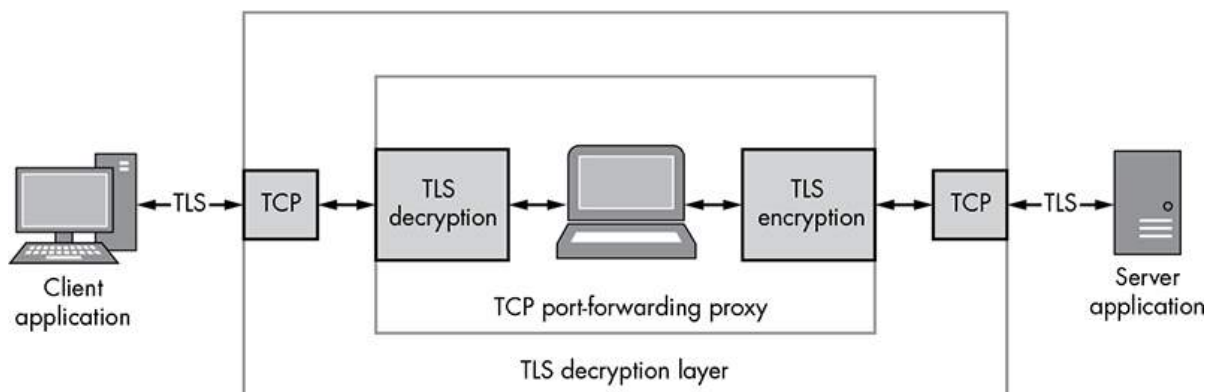 TLS
TCP
TLS
decryption
TLS
encryption
TCP
TLS
Client
application
TCP port-forwarding proxy
Server
application
TLS decryption layer